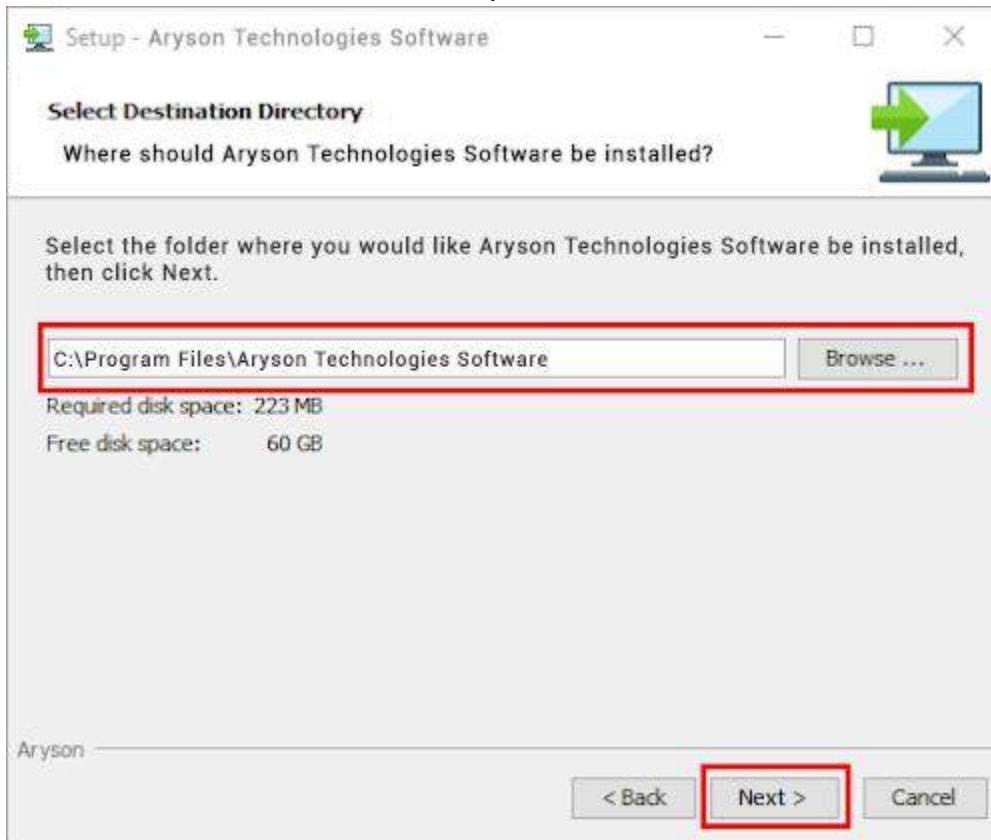 Setup - Aryson Technologies Software
Select Destination Directory
Where should Aryson Technologies Software be installed?
Select the folder where you would like Aryson Technologies Software be installed,
then click Next.
C:\Program Files\Aryson Technologies Software
Browse ...
Required disk space: 223 MB
Free disk space: 60 GB
Aryson
< Back
Next >
Cancel